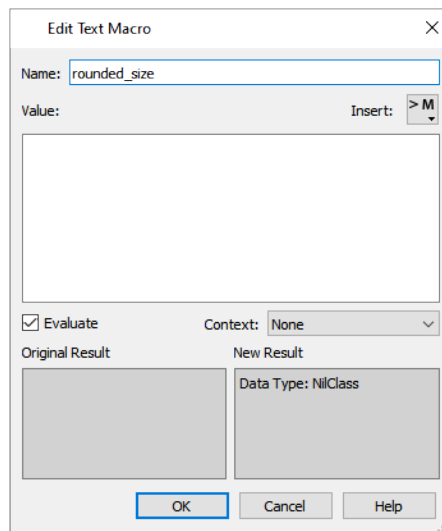 Edit Text Macro
Name: rounded_size
Value: Insert: > M
Evaluate Context: None
Original Result New Result
Data Type: NilClass
OK Cancel Help